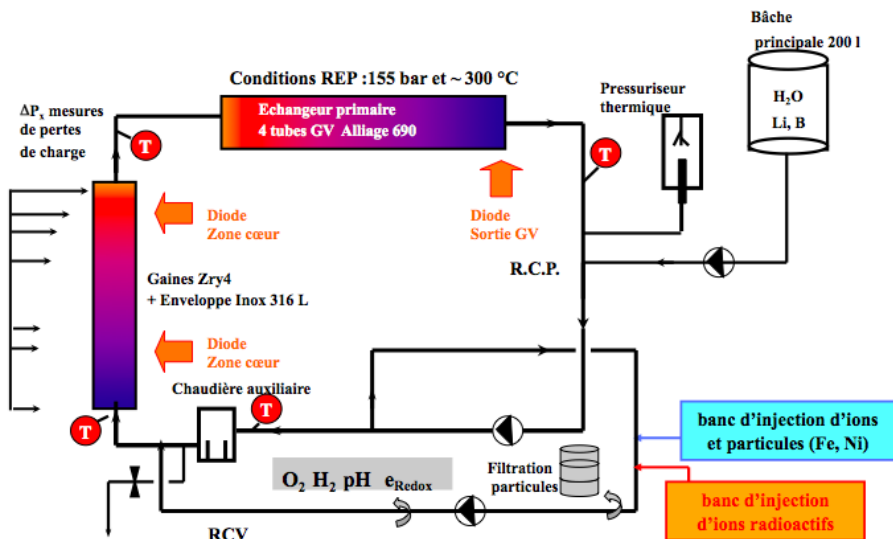 Bâche
principale 200 l
Conditions REP :155 bar et ~ 300 °C
Pressuriseur
thermique
H₂O
Li, B
ΔPₓ mesures
de pertes
de charge
T
Echangeur primaire
4 tubes GV Alliage 690
T
Diode
Zone cœur
Diode
Sortie GV
R.C.P.
Gaines Zry4
+ Enveloppe Inox 316 L
Diode
Zone cœur
Chaudière auxiliaire
T
T
banc d'injection d'ions
et particules (Fe, Ni)
O₂ H₂ pH e_Redox
Filtration
particules
banc d'injection
d'ions radioactifs
RCV